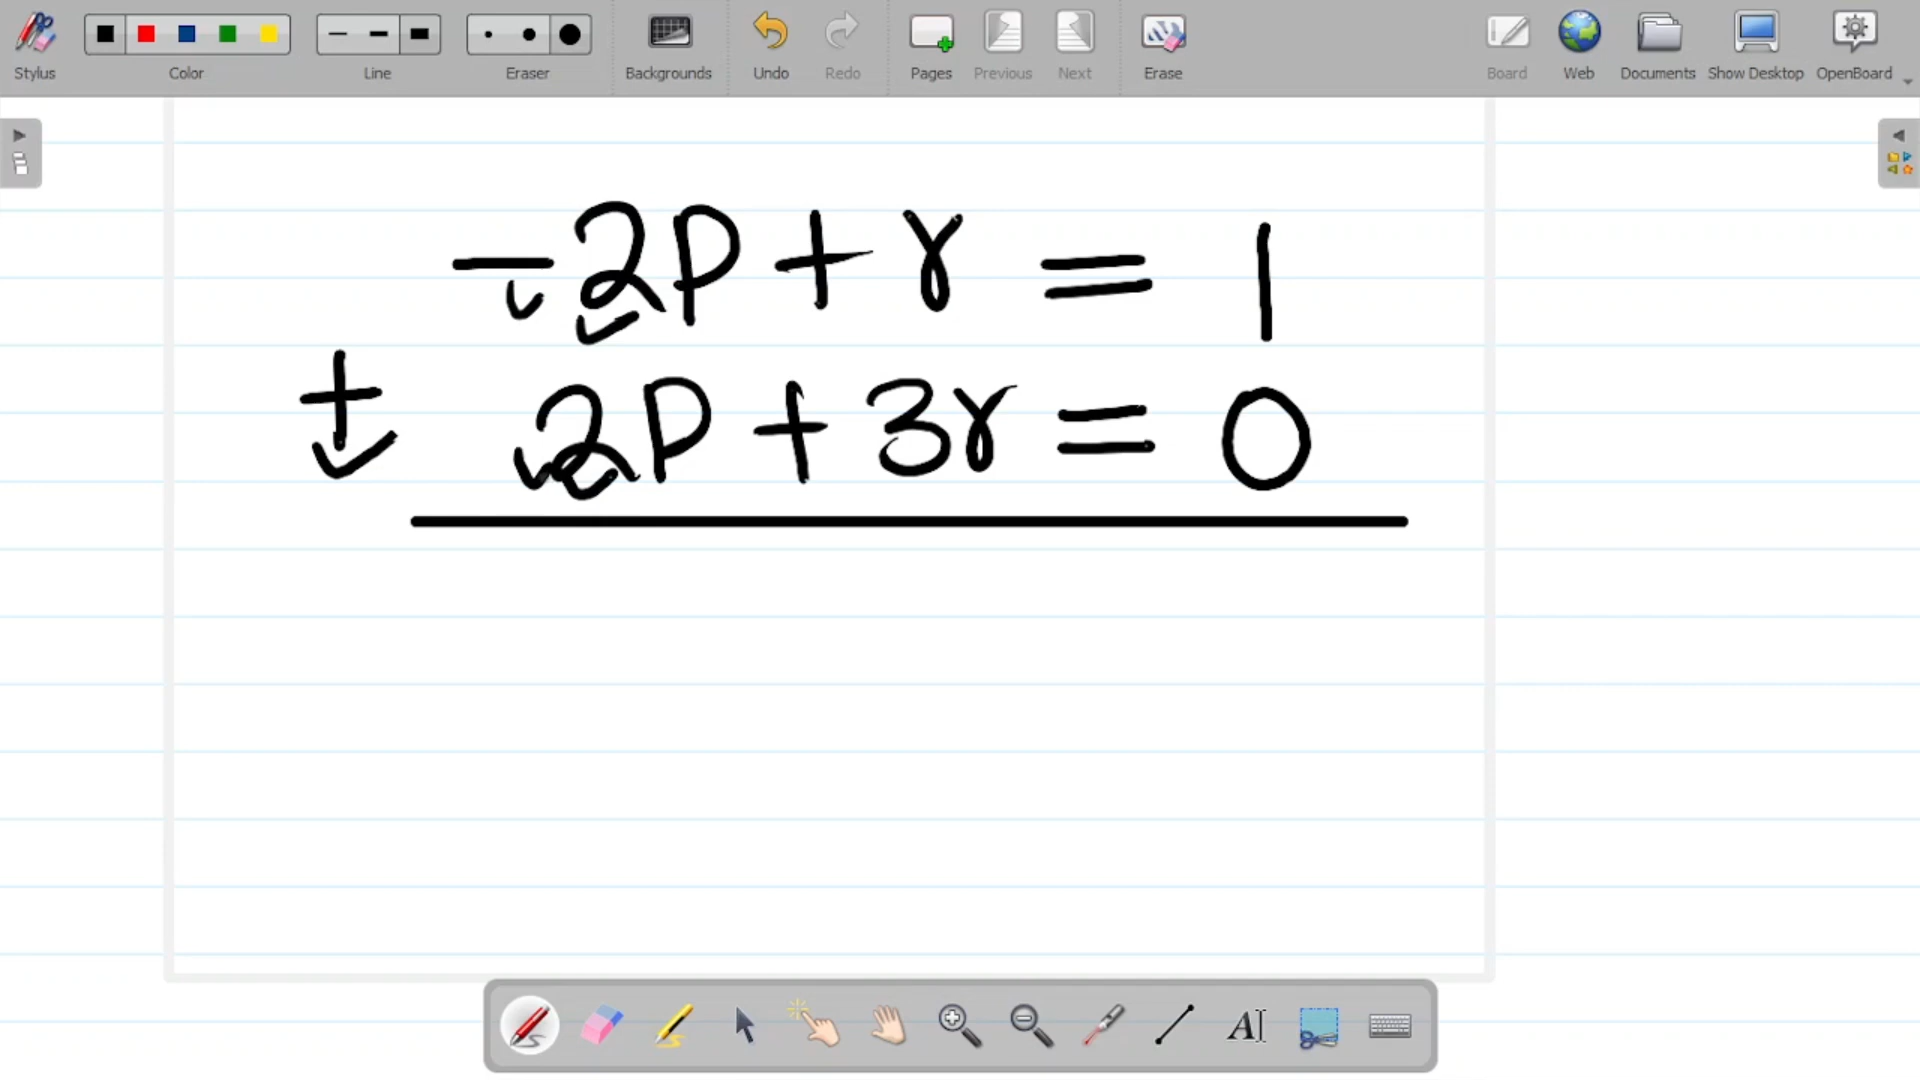 Stylus Color Line Eraser Backgrounds Undo Redo Pages Previous Next Erase Board Web Documents Show Desktop OpenBoard
-2p + r = 1
+ 2p + 3r = 0
A